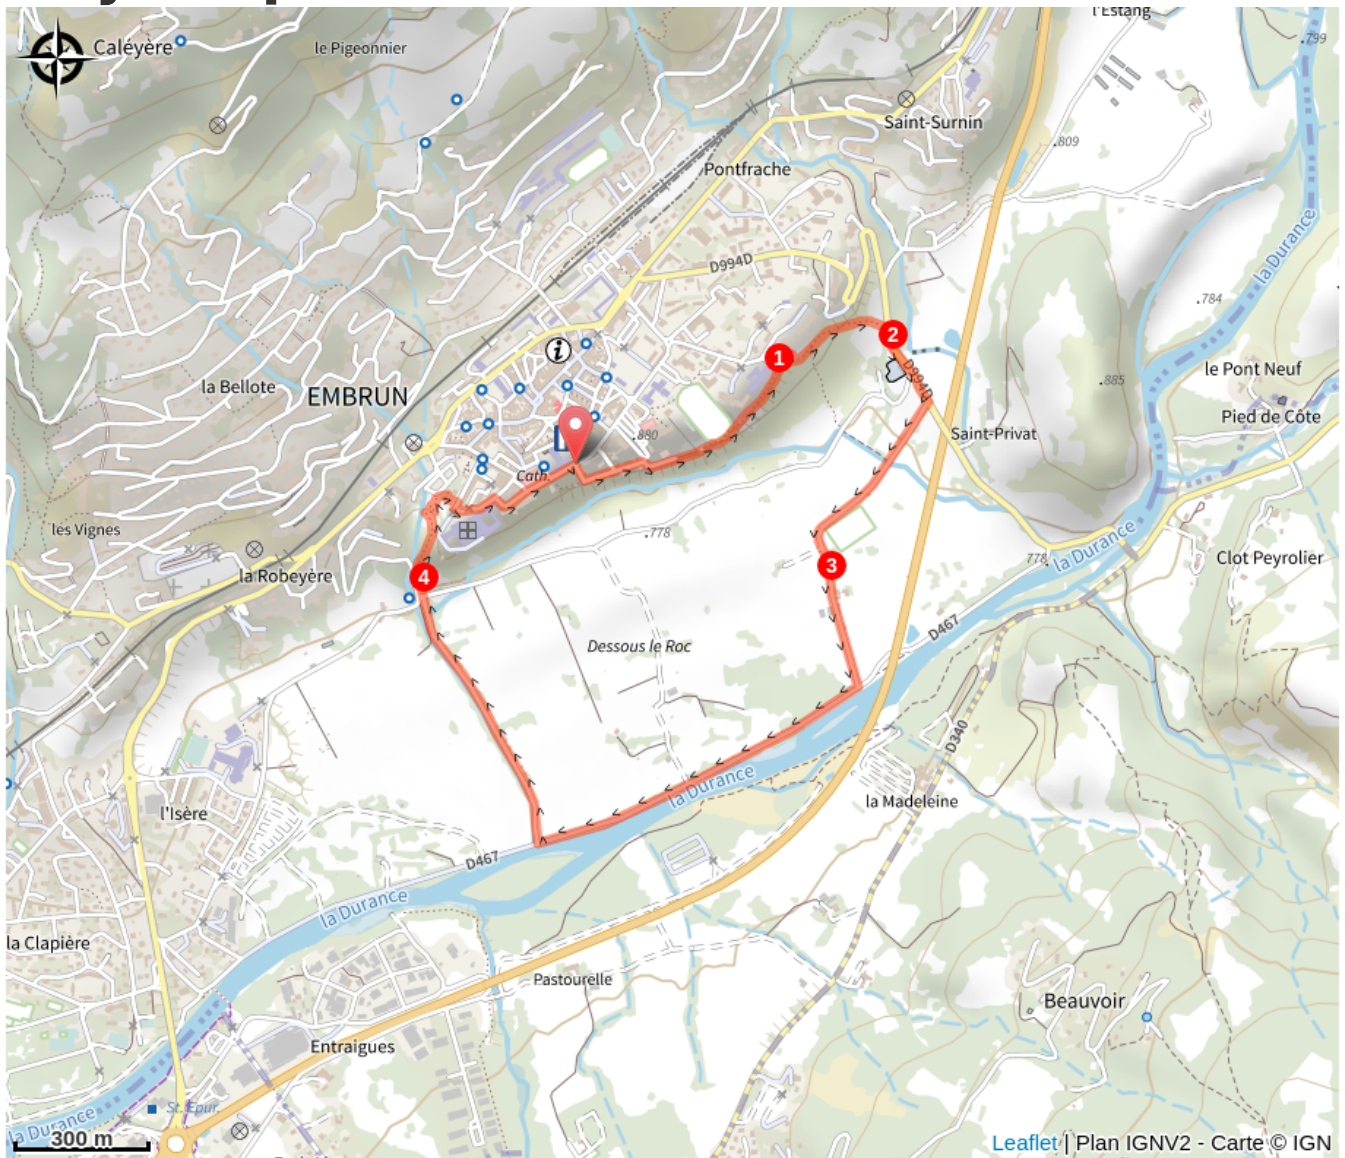 l'Estang
Caléyère
le Pigeonnier
.799
Saint-Surnin
.809
Pontfrache
la Durance
D994D
.784
i
1
2
le Pont Neuf
la Bellote
EMBRUN
D994D
.885
Pied de Côte
.880
Saint-Privat
Cath.
les Vignes
.778
la Durance
778
Clot Peyrolier
la Robeyère
3
4
D467
Dessous le Roc
D340
la Durance
la Madeleine
l'Isère
D467
la Durance
la Clapière
Pastourelle
Beauvoir
Entraigues
St. Epur.
la Durance
300 m
Leaflet | Plan IGNV2 - Carte © IGN